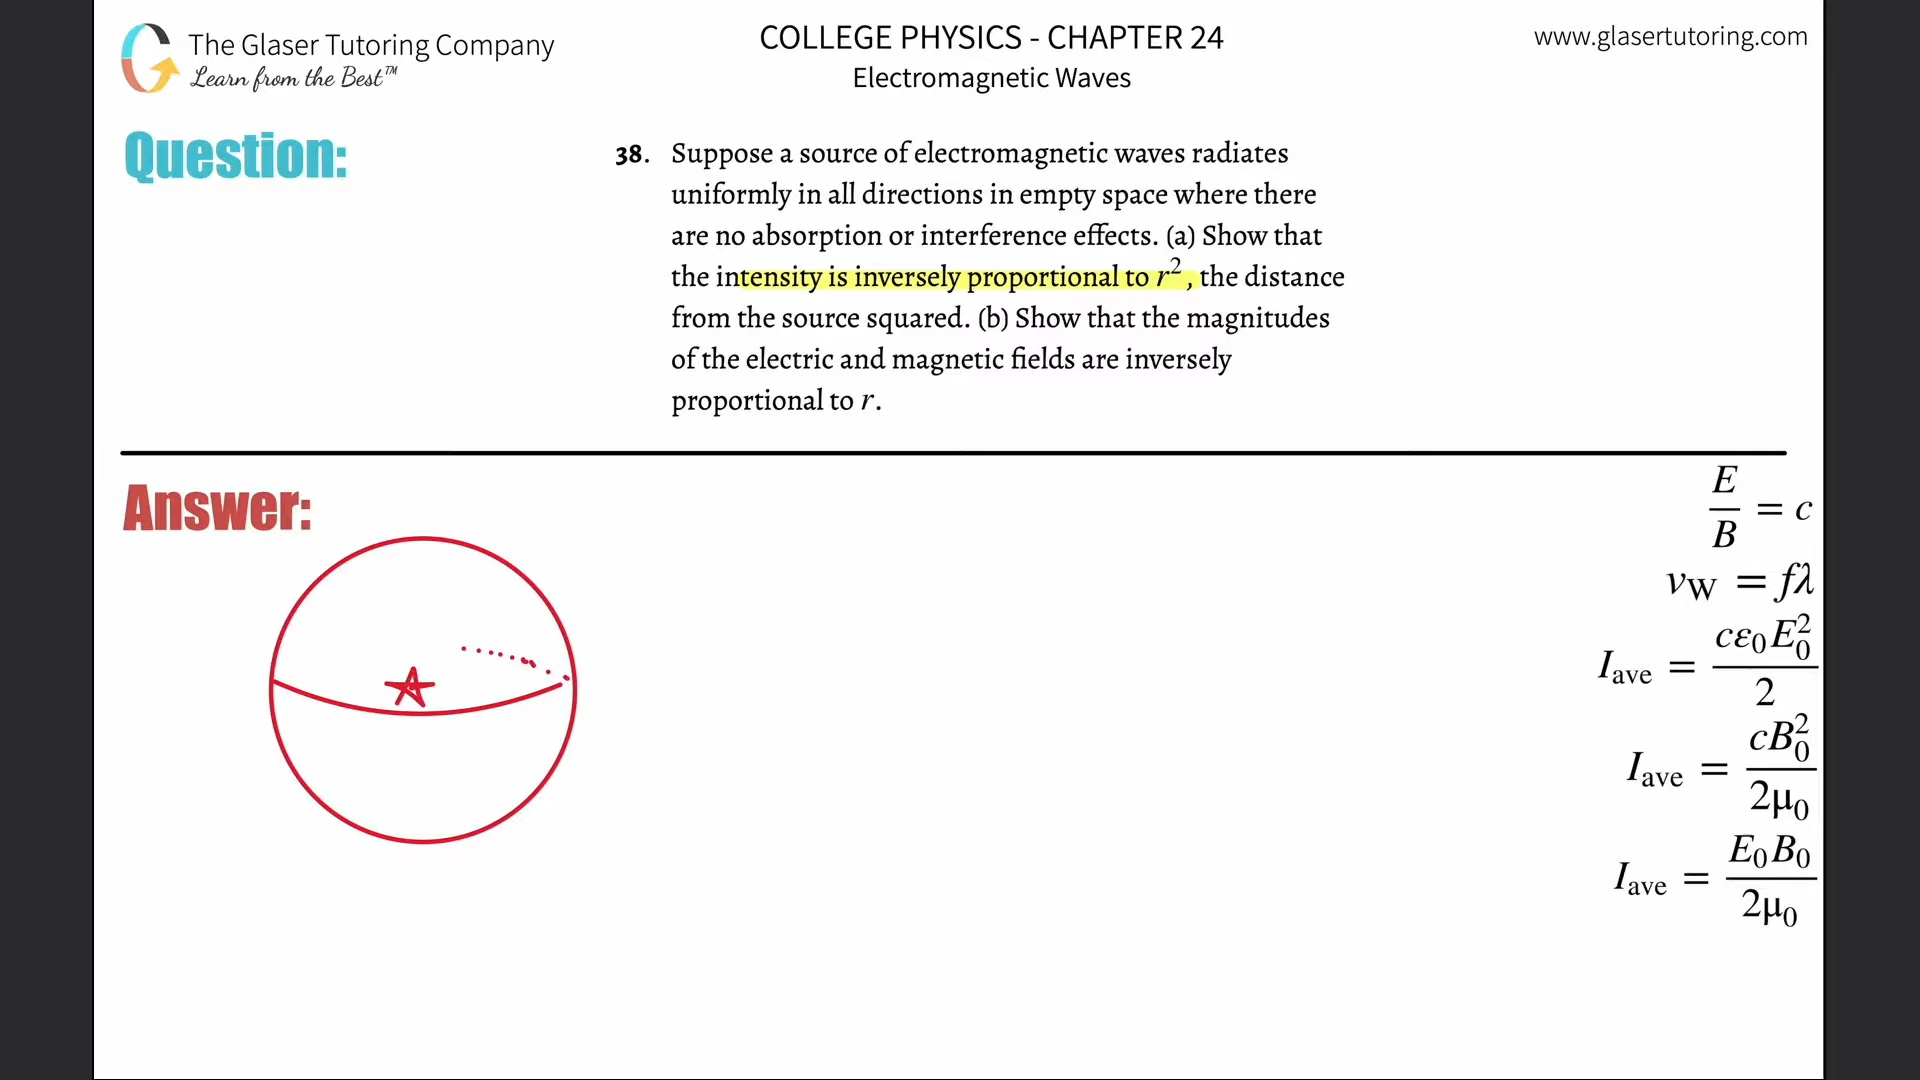 The Glaser Tutoring Company
Learn from the Best™
COLLEGE PHYSICS - CHAPTER 24
Electromagnetic Waves
www.glasertutoring.com
Question:
38. Suppose a source of electromagnetic waves radiates
uniformly in all directions in empty space where there
are no absorption or interference effects. (a) Show that
the intensity is inversely proportional to r², the distance
from the source squared. (b) Show that the magnitudes
of the electric and magnetic fields are inversely
proportional to r.
Answer:
E/B = c
vW = fλ
Iave = cε₀E₀²/2
Iave = cB₀²/2μ₀
Iave = E₀B₀/2μ₀